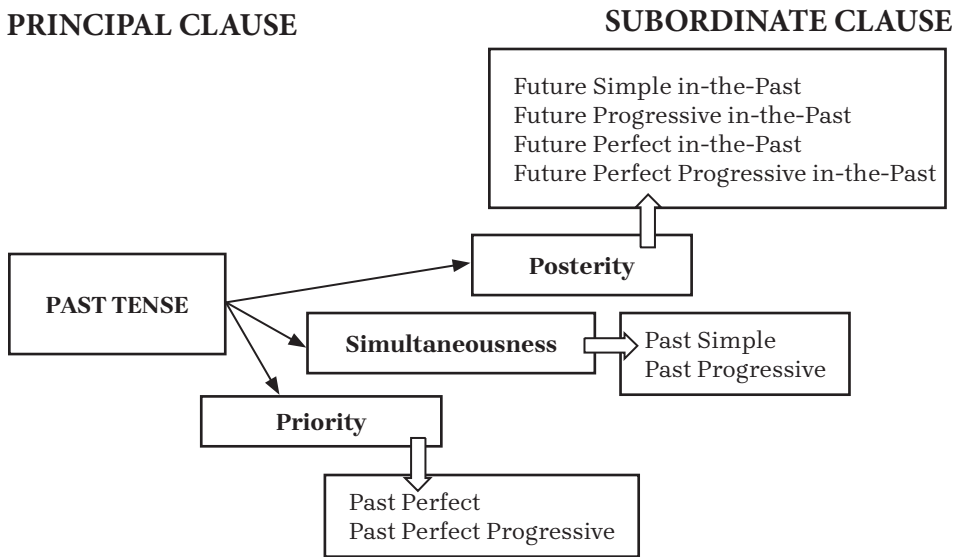 PRINCIPAL CLAUSE
SUBORDINATE CLAUSE
Future Simple in-the-Past
Future Progressive in-the-Past
Future Perfect in-the-Past
Future Perfect Progressive in-the-Past
Posterity
PAST TENSE
Simultaneousness
Past Simple
Past Progressive
Priority
Past Perfect
Past Perfect Progressive